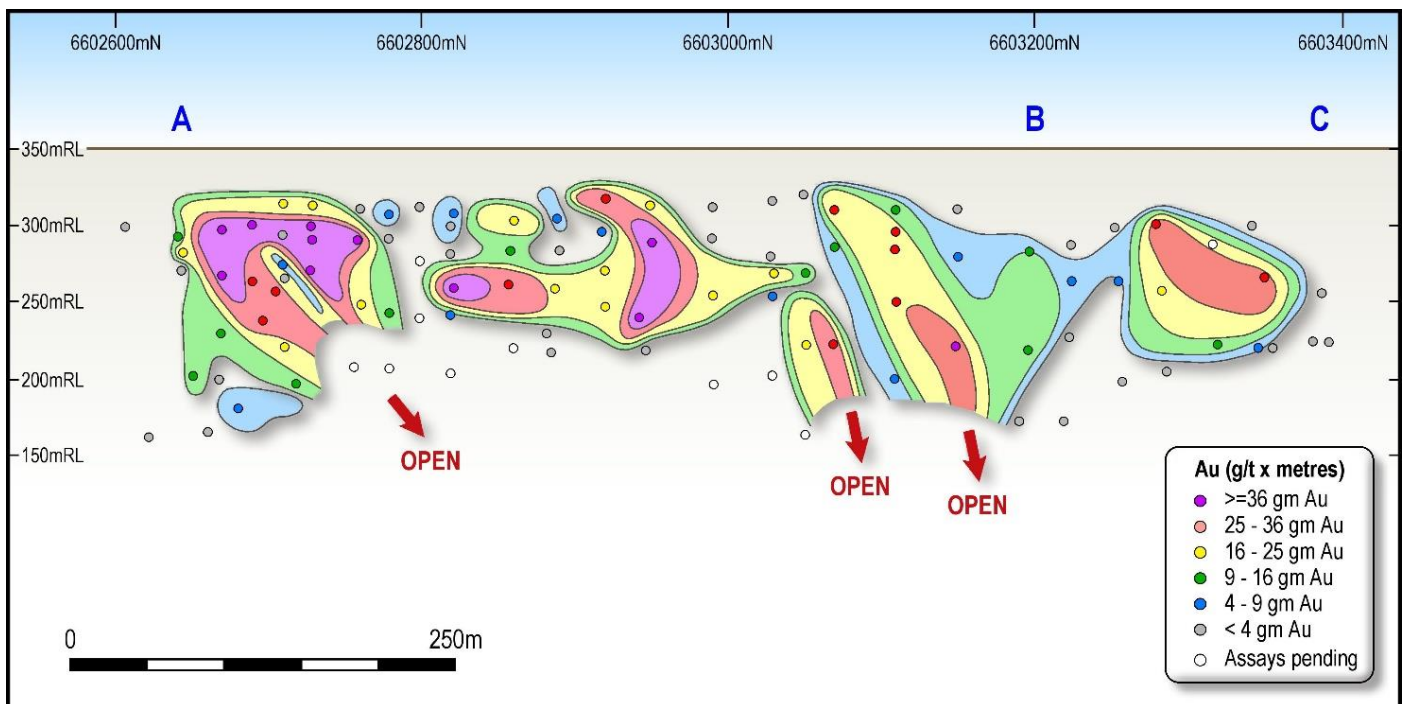 6602600mN 6602800mN 6603000mN 6603200mN 6603400mN
A B C
350mRL
300mRL
250mRL
200mRL
150mRL
OPEN
OPEN
OPEN
Au (g/t x metres)
>=36 gm Au
25 - 36 gm Au
16 - 25 gm Au
9 - 16 gm Au
4 - 9 gm Au
< 4 gm Au
Assays pending
0 250m